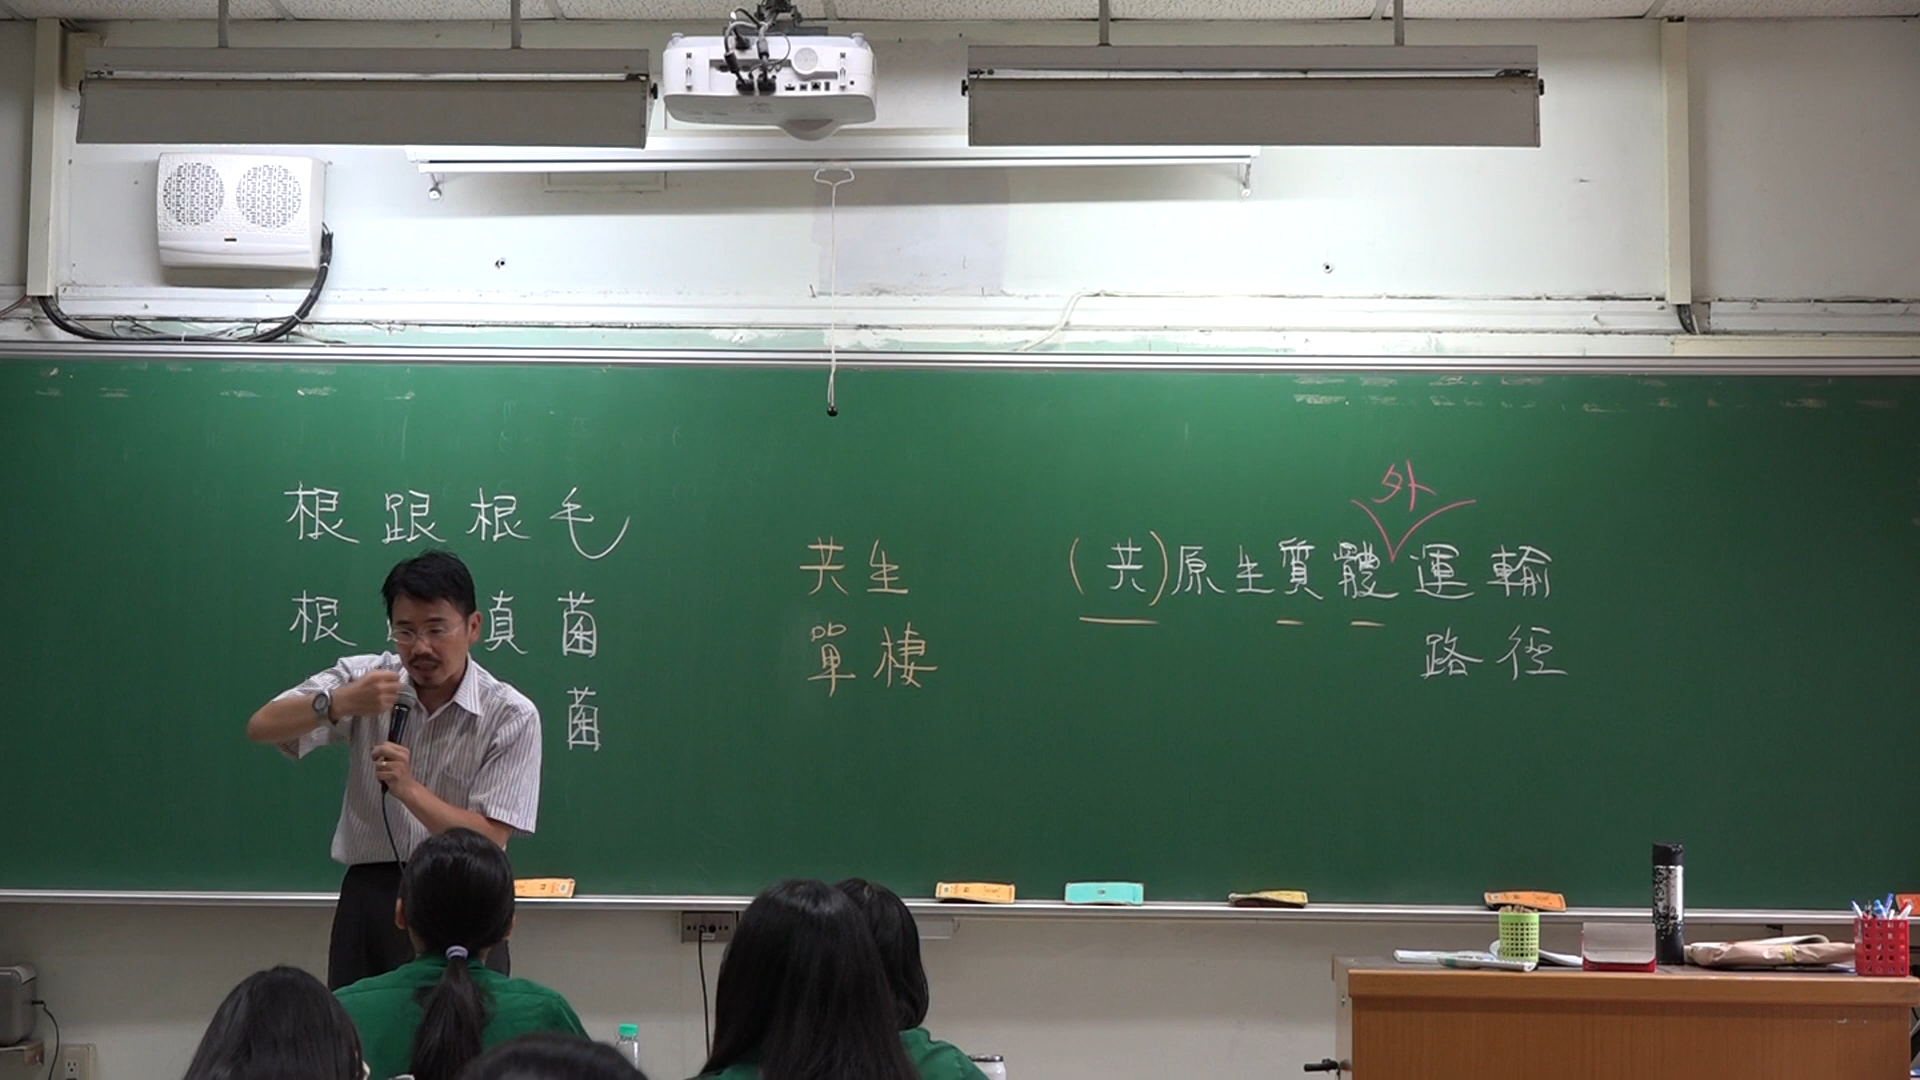 根跟根毛
根真菌
菌
共生
單棲
外
(共)原生質體運輸
路徑